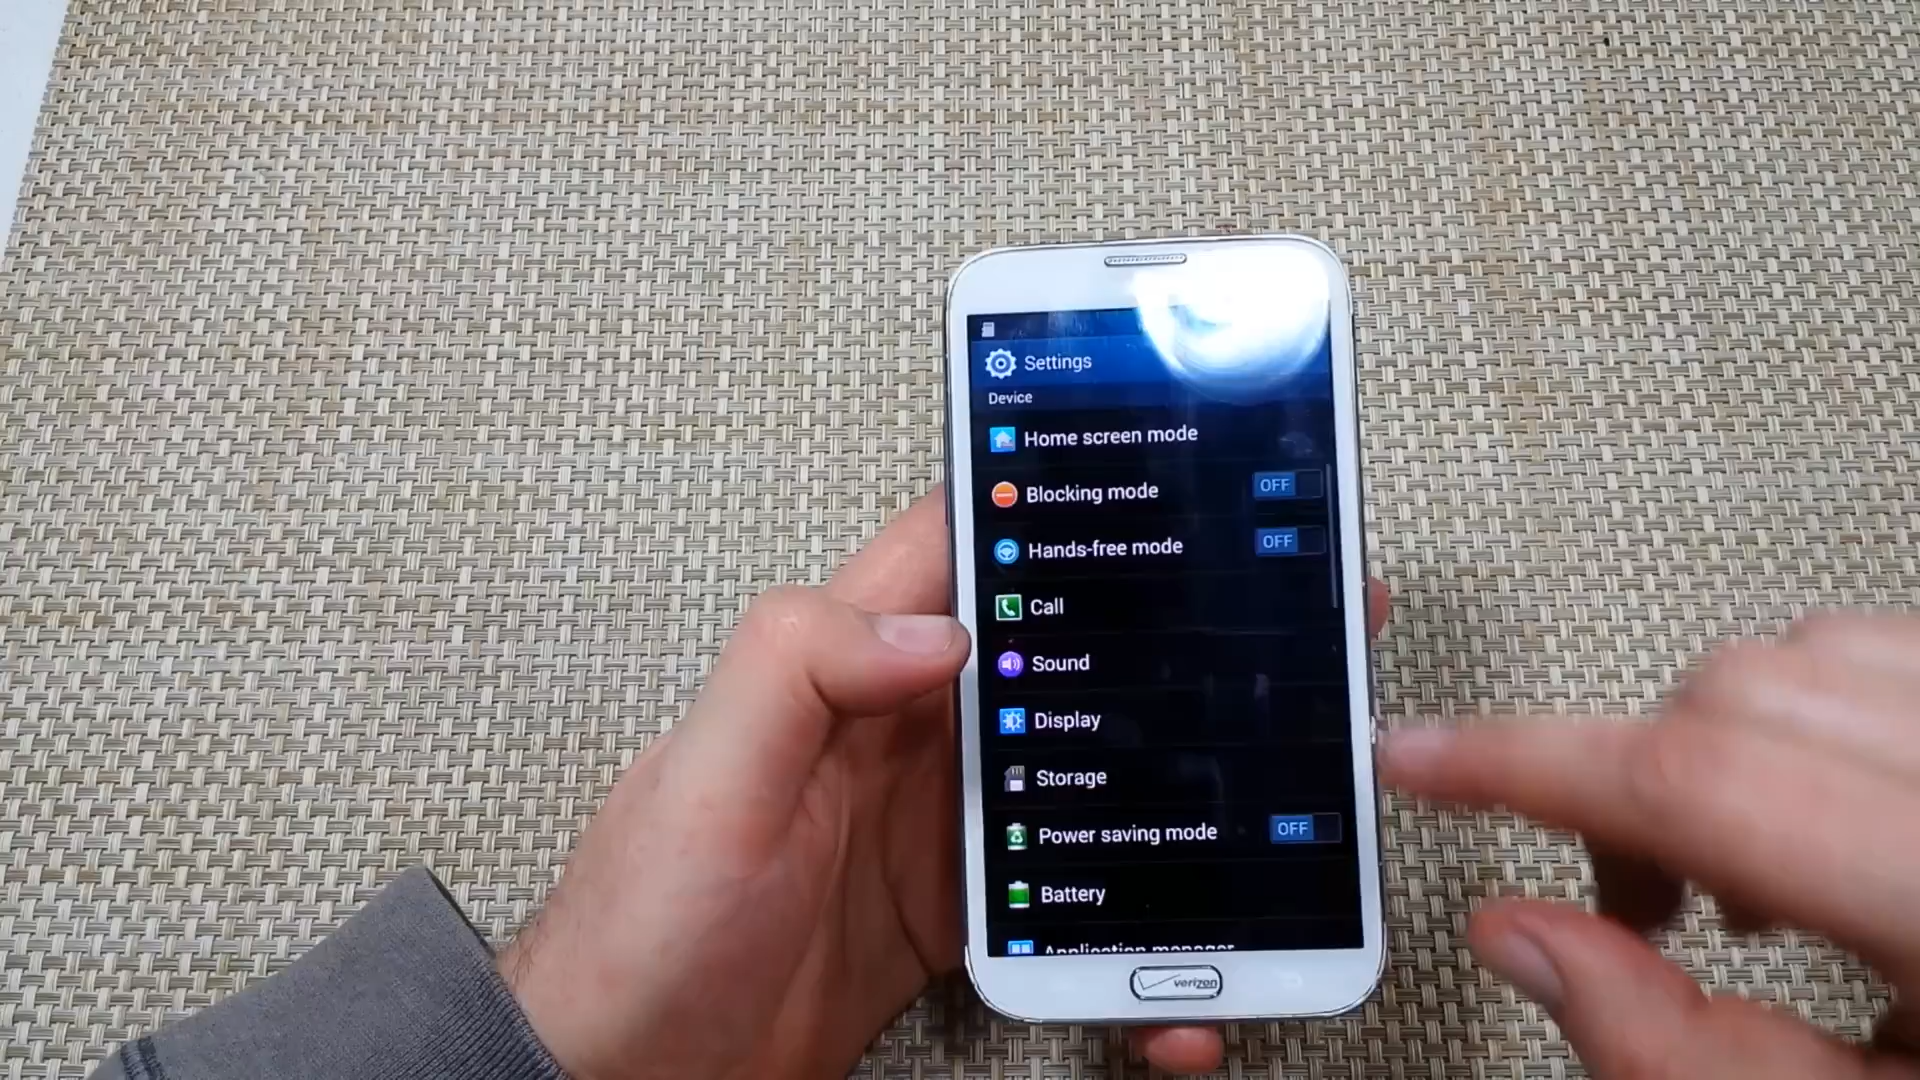 Settings
Device
Home screen mode
Blocking mode OFF
Hands-free mode OFF
Call
Sound
Display
Storage
Power saving mode OFF
Battery
Application manager
verizon